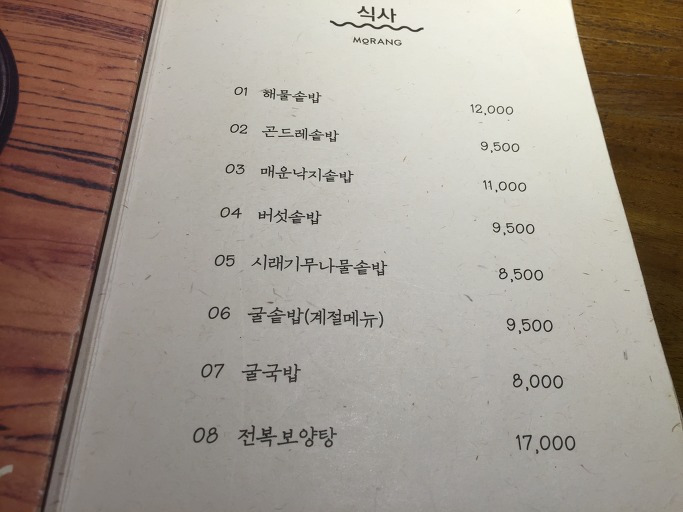 식사
MORANG
01 해물솥밥 12,000
02 곤드레솥밥 9,500
03 매운낙지솥밥 11,000
04 버섯솥밥 9,500
05 시래기무나물솥밥 8,500
06 굴솥밥(계절메뉴) 9,500
07 굴국밥 8,000
08 전복보양탕 17,000